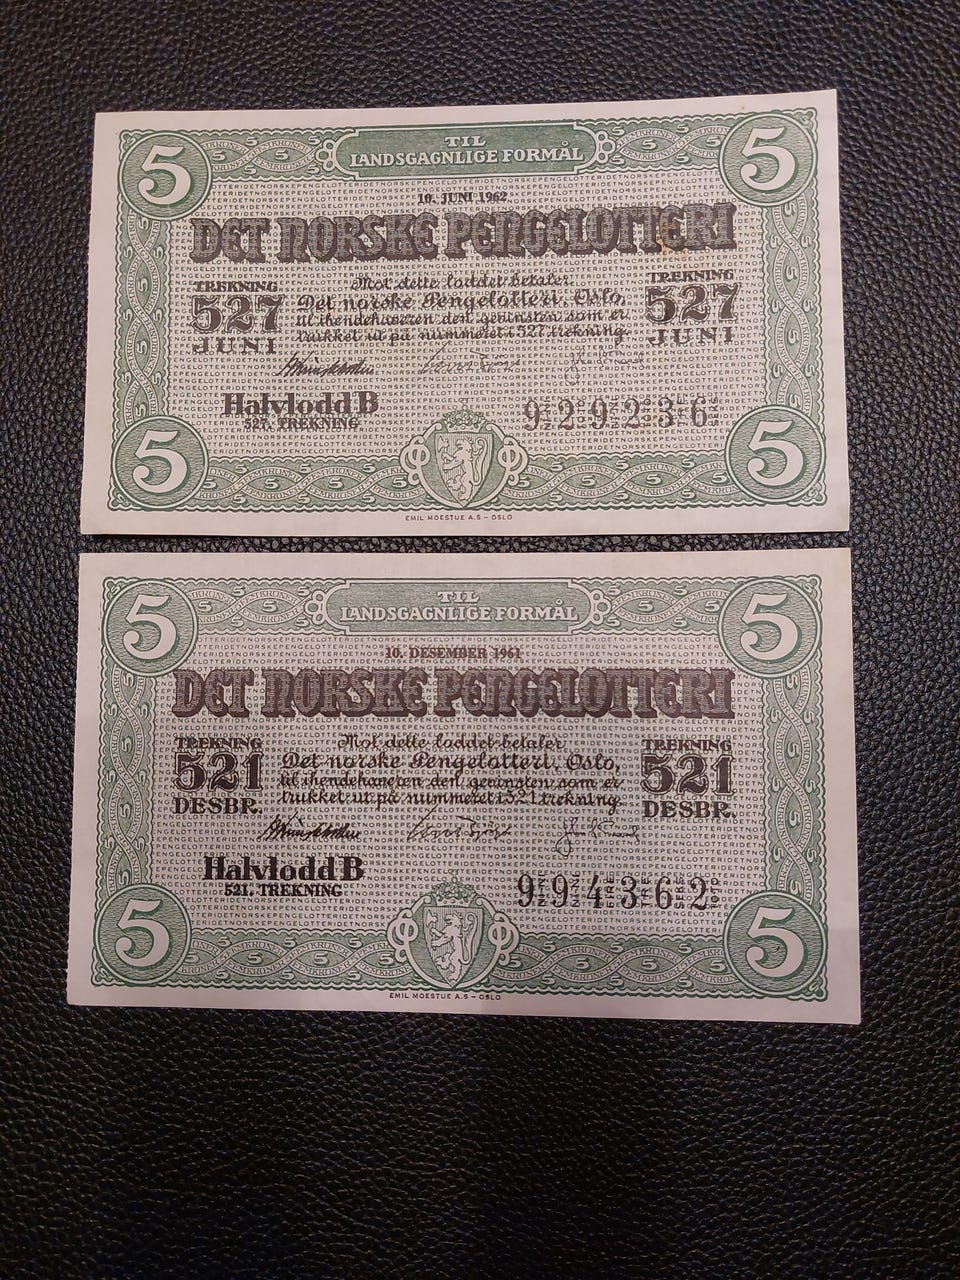 5 TIL 5
LANDSGAGNLIGE FORMÅL
10. JUNI 1962
DET NORSKE PENGELOTTERI
TREKNING
527
JUNI
Mot dette loddet betaler
Det norske Pengelotteri, Oslo,
til ihendehaveren den gevinsten som er
trukket ut på nummeret i 527 trekning.
TREKNING
527
JUNI
Halvlodd B
527. TREKNING
929236
5 5
EMIL MOESTUE A.S – OSLO
5 TIL 5
LANDSGAGNLIGE FORMÅL
10. DESEMBER 1961
DET NORSKE PENGELOTTERI
TREKNING
521
DESBR.
Mot dette loddet betaler
Det norske Pengelotteri, Oslo,
til ihendehaveren den gevinsten som er
trukket ut på nummeret i 521 trekning.
TREKNING
521
DESBR.
Halvlodd B
521. TREKNING
994362
5 5
EMIL MOESTUE A.S – OSLO